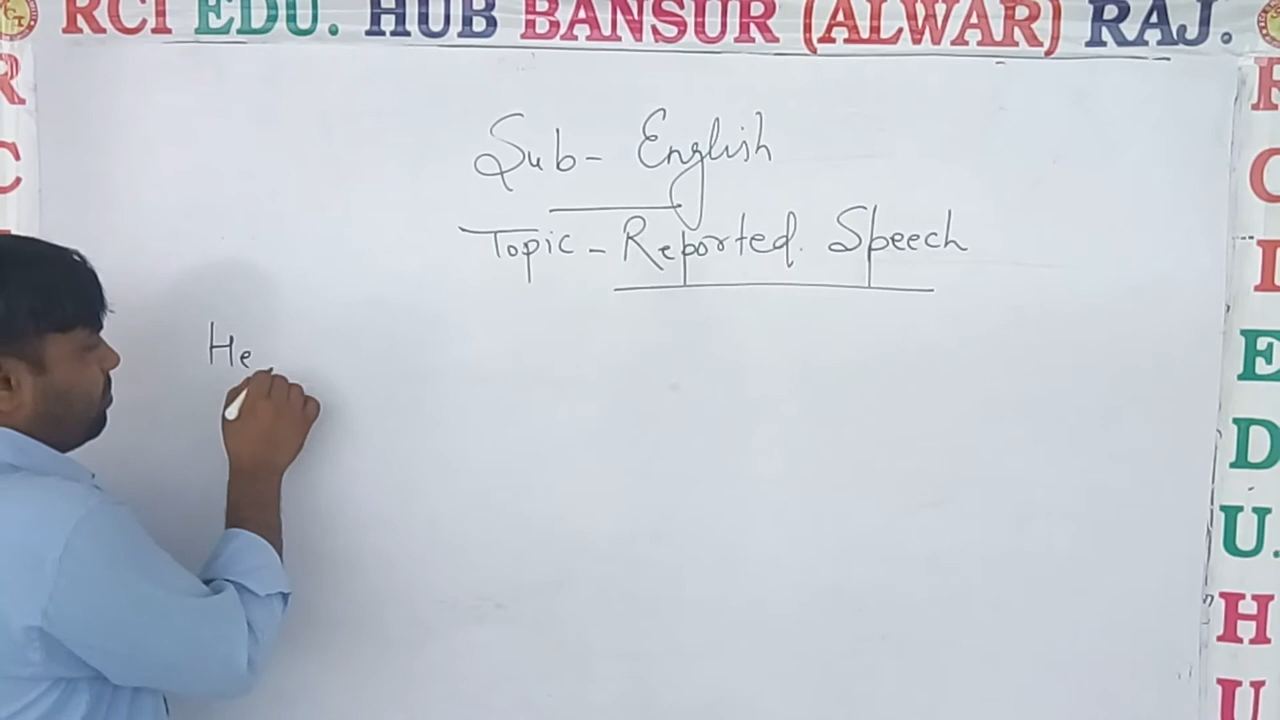 RCI EDU. HUB BANSUR (ALWAR) RAJ.
Sub- English
Topic - Reported. Speech
He
R
C
R
C
I
E
D
U.
H
U